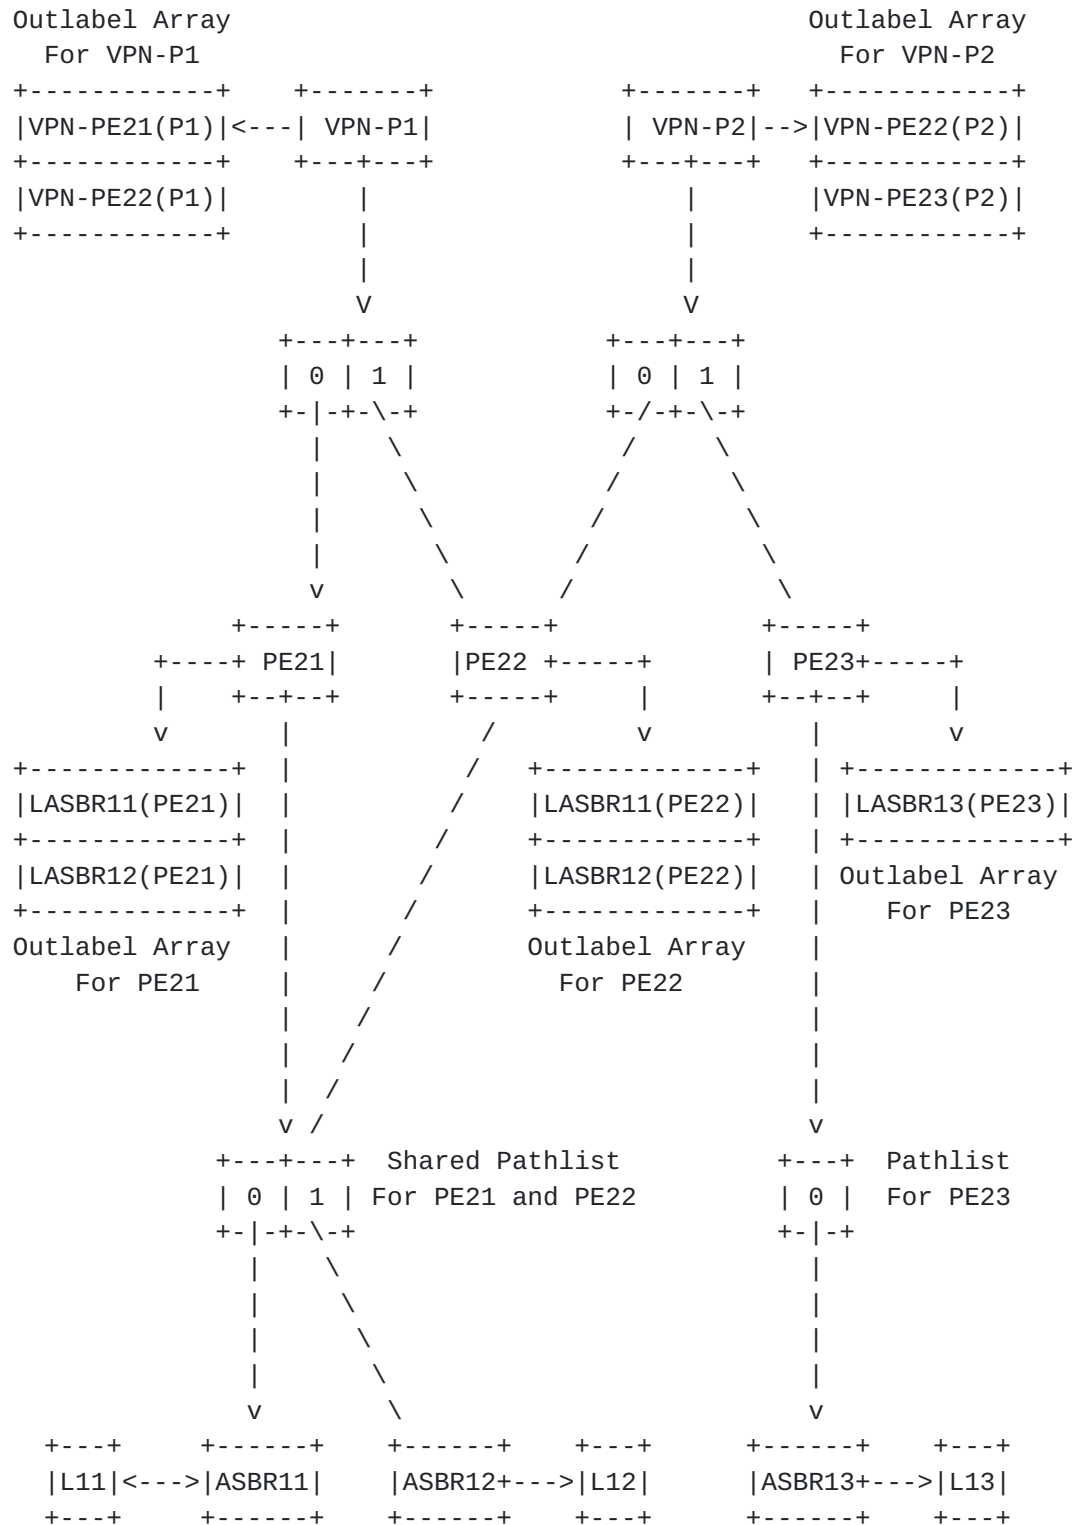 Outlabel Array                                     Outlabel Array
  For VPN-P1                                         For VPN-P2
+------------+    +-------+            +-------+   +------------+
|VPN-PE21(P1)|<---| VPN-P1|            | VPN-P2|-->|VPN-PE22(P2)|
+------------+    +---+---+            +---+---+   +------------+
|VPN-PE22(P1)|        |                    |       |VPN-PE23(P2)|
+------------+        |                    |       +------------+
                      |                    |
                      V                    V
                 +---+---+            +---+---+
                 | 0 | 1 |            | 0 | 1 |
                 +-|-+-\-+            +-/-+-\-+
                   |    \              /     \
                   |     \            /       \
                   |      \          /         \
                   |       \        /           \
                   v        \      /             \
              +-----+       +-----+             +-----+
         +----+ PE21|       |PE22 +-----+       | PE23+-----+
         |    +--+--+       +-----+     |       +--+--+     |
         v       |            /         v          |        v
+-------------+  |           /   +-------------+   | +-------------+
|LASBR11(PE21)|  |          /    |LASBR11(PE22)|   | |LASBR13(PE23)|
+-------------+  |         /     +-------------+   | +-------------+
|LASBR12(PE21)|  |        /      |LASBR12(PE22)|   | Outlabel Array
+-------------+  |       /       +-------------+   |    For PE23
Outlabel Array   |      /        Outlabel Array    |
    For PE21     |     /           For PE22        |
                 |    /                            |
                 |   /                             |
                 |  /                              |
                 v /                               v
             +---+---+  Shared Pathlist          +---+  Pathlist
             | 0 | 1 | For PE21 and PE22         | 0 |  For PE23
             +-|-+-\-+                           +-|-+
               |    \                              |
               |     \                             |
               |      \                            |
               |       \                           |
               v        \                          v
  +---+     +------+    +------+    +---+      +------+    +---+
  |L11|<--->|ASBR11|    |ASBR12+--->|L12|      |ASBR13+--->|L13|
  +---+     +------+    +------+    +---+      +------+    +---+